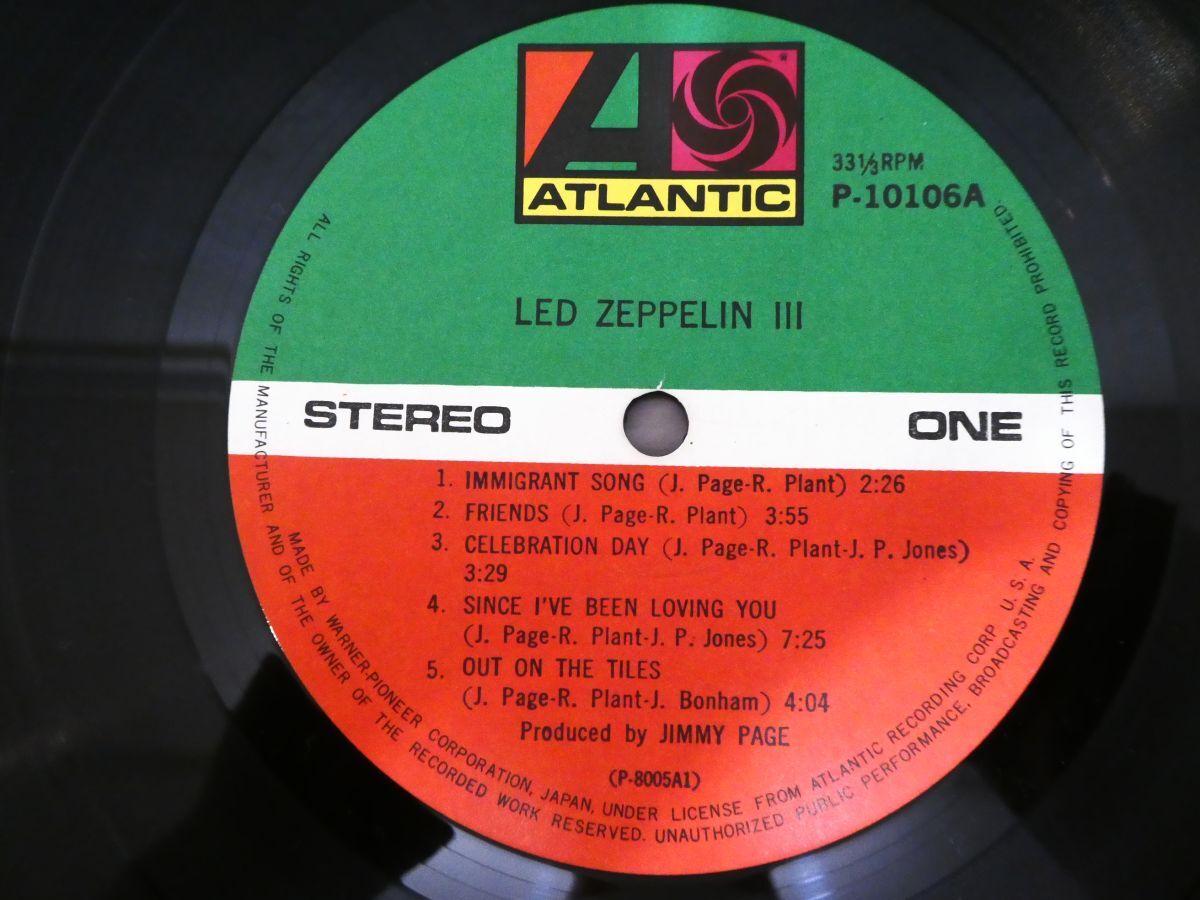 ATLANTIC
33⅓RPM
P-10106A
LED ZEPPELIN III
STEREO
ONE
1. IMMIGRANT SONG (J. Page-R. Plant) 2:26
2. FRIENDS (J. Page-R. Plant) 3:55
3. CELEBRATION DAY (J. Page-R. Plant-J. P. Jones)
3:29
4. SINCE I'VE BEEN LOVING YOU
(J. Page-R. Plant-J. P. Jones) 7:25
5. OUT ON THE TILES
(J. Page-R. Plant-J. Bonham) 4:04
Produced by JIMMY PAGE
(P-8005A1)
MADE BY WARNER-PIONEER CORPORATION, JAPAN, UNDER LICENSE FROM ATLANTIC RECORDING CORP. U. S. A.
ALL RIGHTS OF THE MANUFACTURER AND OF THE OWNER OF THE RECORDED WORK RESERVED. UNAUTHORIZED PUBLIC PERFORMANCE, BROADCASTING AND COPYING OF THIS RECORD PROHIBITED.